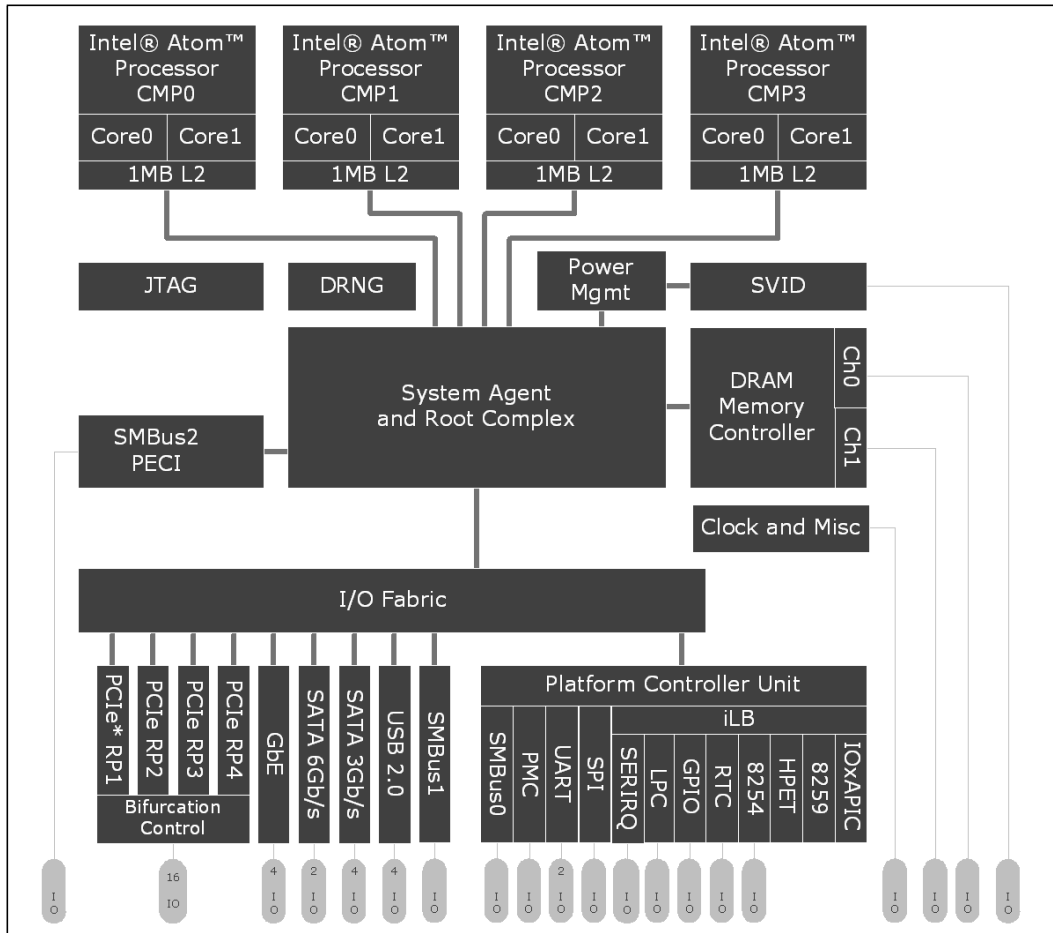 Intel® Atom™
Processor
CMP0
Core0
Core1
1MB L2
Intel® Atom™
Processor
CMP1
Core0
Core1
1MB L2
Intel® Atom™
Processor
CMP2
Core0
Core1
1MB L2
Intel® Atom™
Processor
CMP3
Core0
Core1
1MB L2
JTAG
DRNG
Power
Mgmt
SVID
System Agent
and Root Complex
DRAM
Memory
Controller
Ch0
Ch1
SMBus2
PECI
Clock and Misc
I/O Fabric
PCIe* RP1
PCIe RP2
PCIe RP3
PCIe RP4
Bifurcation
Control
GbE
SATA 6Gb/s
SATA 3Gb/s
USB 2.0
SMBus1
Platform Controller Unit
iLB
SMBus0
PMC
UART
SPI
SERIRQ
LPC
GPIO
RTC
8254
HPET
8259
IOxAPIC
IO
16
IO
4
IO
2
IO
4
IO
4
IO
IO
IO
IO
2
IO
IO
IO
IO
IO
IO
IO
IO
IO
IO
IO